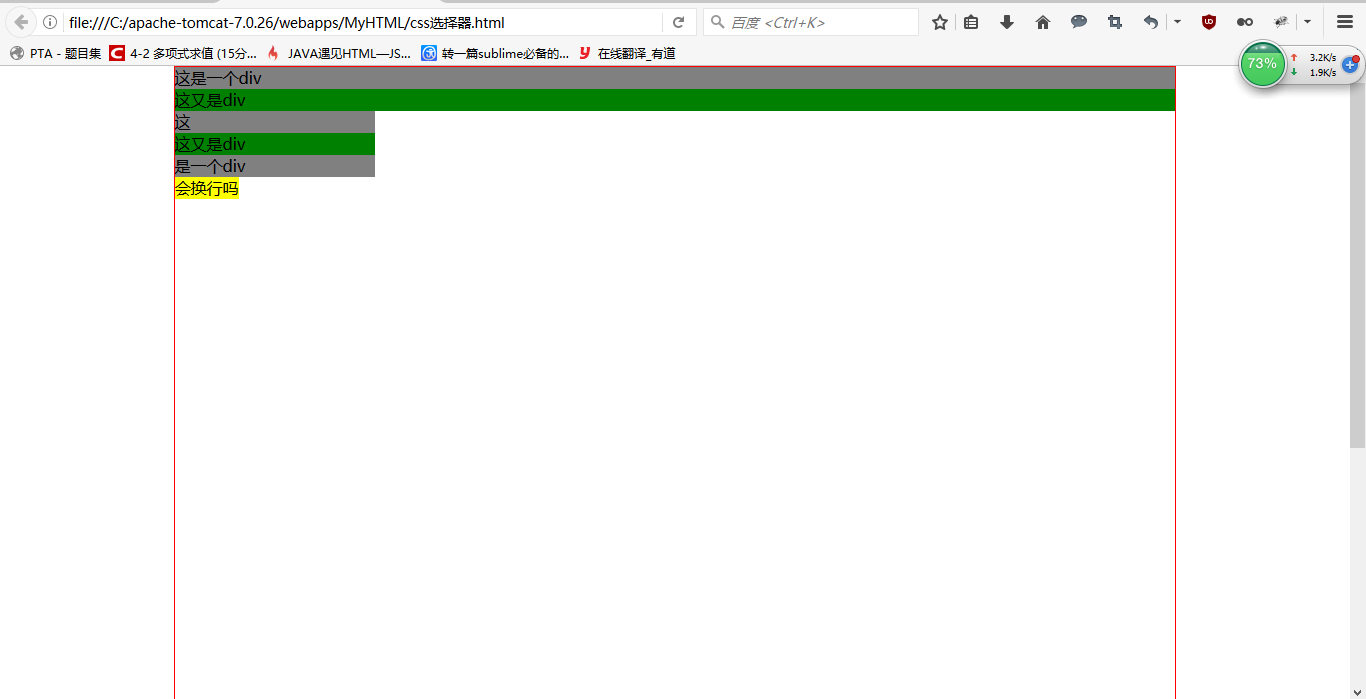 file:///C:/apache-tomcat-7.0.26/webapps/MyHTML/css选择器.html
百度 <Ctrl+K>
PTA - 题目集 4-2 多项式求值 (15分... JAVA遇见HTML—JS... 转一篇sublime必备的... 在线翻译_有道
73%
3.2K/s
1.9K/s
这是一个div
这又是div
这
这又是div
是一个div
会换行吗